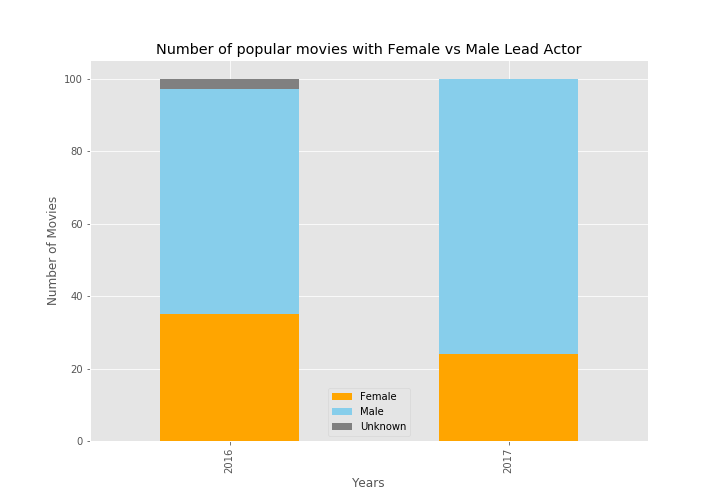 Number of popular movies with Female vs Male Lead Actor
100
80
60
40
20
0
Number of Movies
Female
Male
Unknown
2016
2017
Years